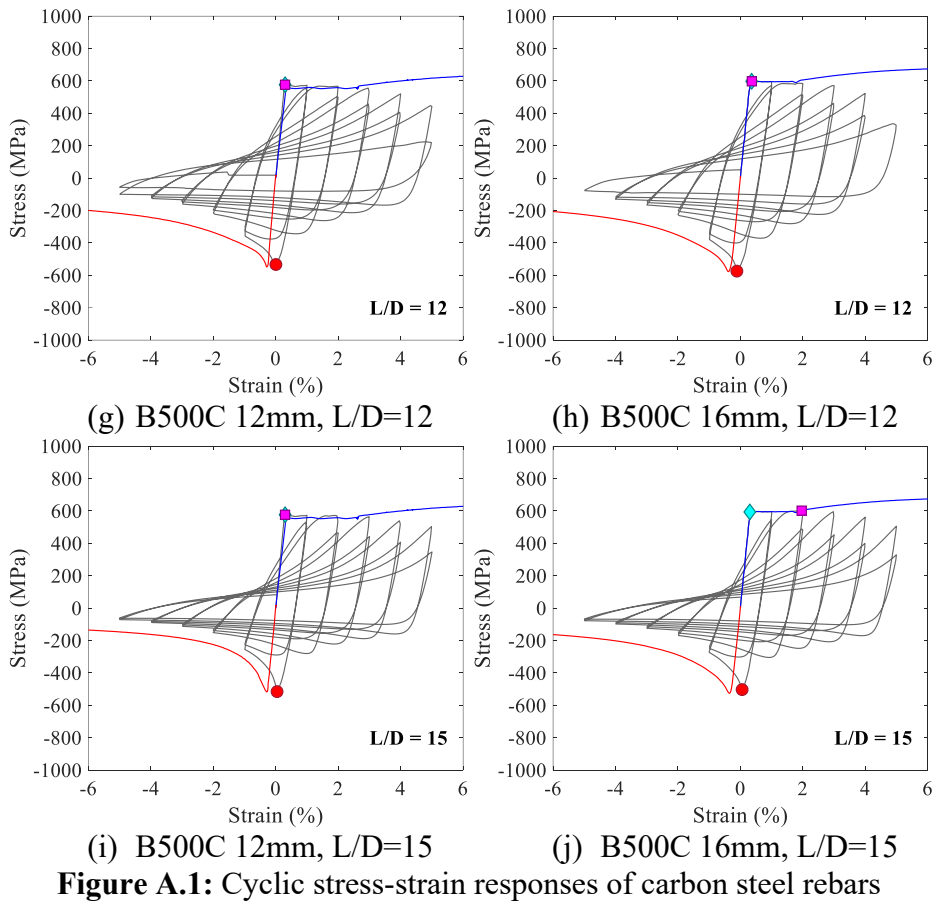 1000
800
600
400
200
0
-200
-400
-600
-800
-1000
Stress (MPa)
-6 -4 -2 0 2 4 6
Strain (%)
L/D = 12
(g) B500C 12mm, L/D=12
1000
800
600
400
200
0
-200
-400
-600
-800
-1000
Stress (MPa)
-6 -4 -2 0 2 4 6
Strain (%)
L/D = 12
(h) B500C 16mm, L/D=12
1000
800
600
400
200
0
-200
-400
-600
-800
-1000
Stress (MPa)
-6 -4 -2 0 2 4 6
Strain (%)
L/D = 15
(i) B500C 12mm, L/D=15
1000
800
600
400
200
0
-200
-400
-600
-800
-1000
Stress (MPa)
-6 -4 -2 0 2 4 6
Strain (%)
L/D = 15
(j) B500C 16mm, L/D=15
Figure A.1: Cyclic stress-strain responses of carbon steel rebars